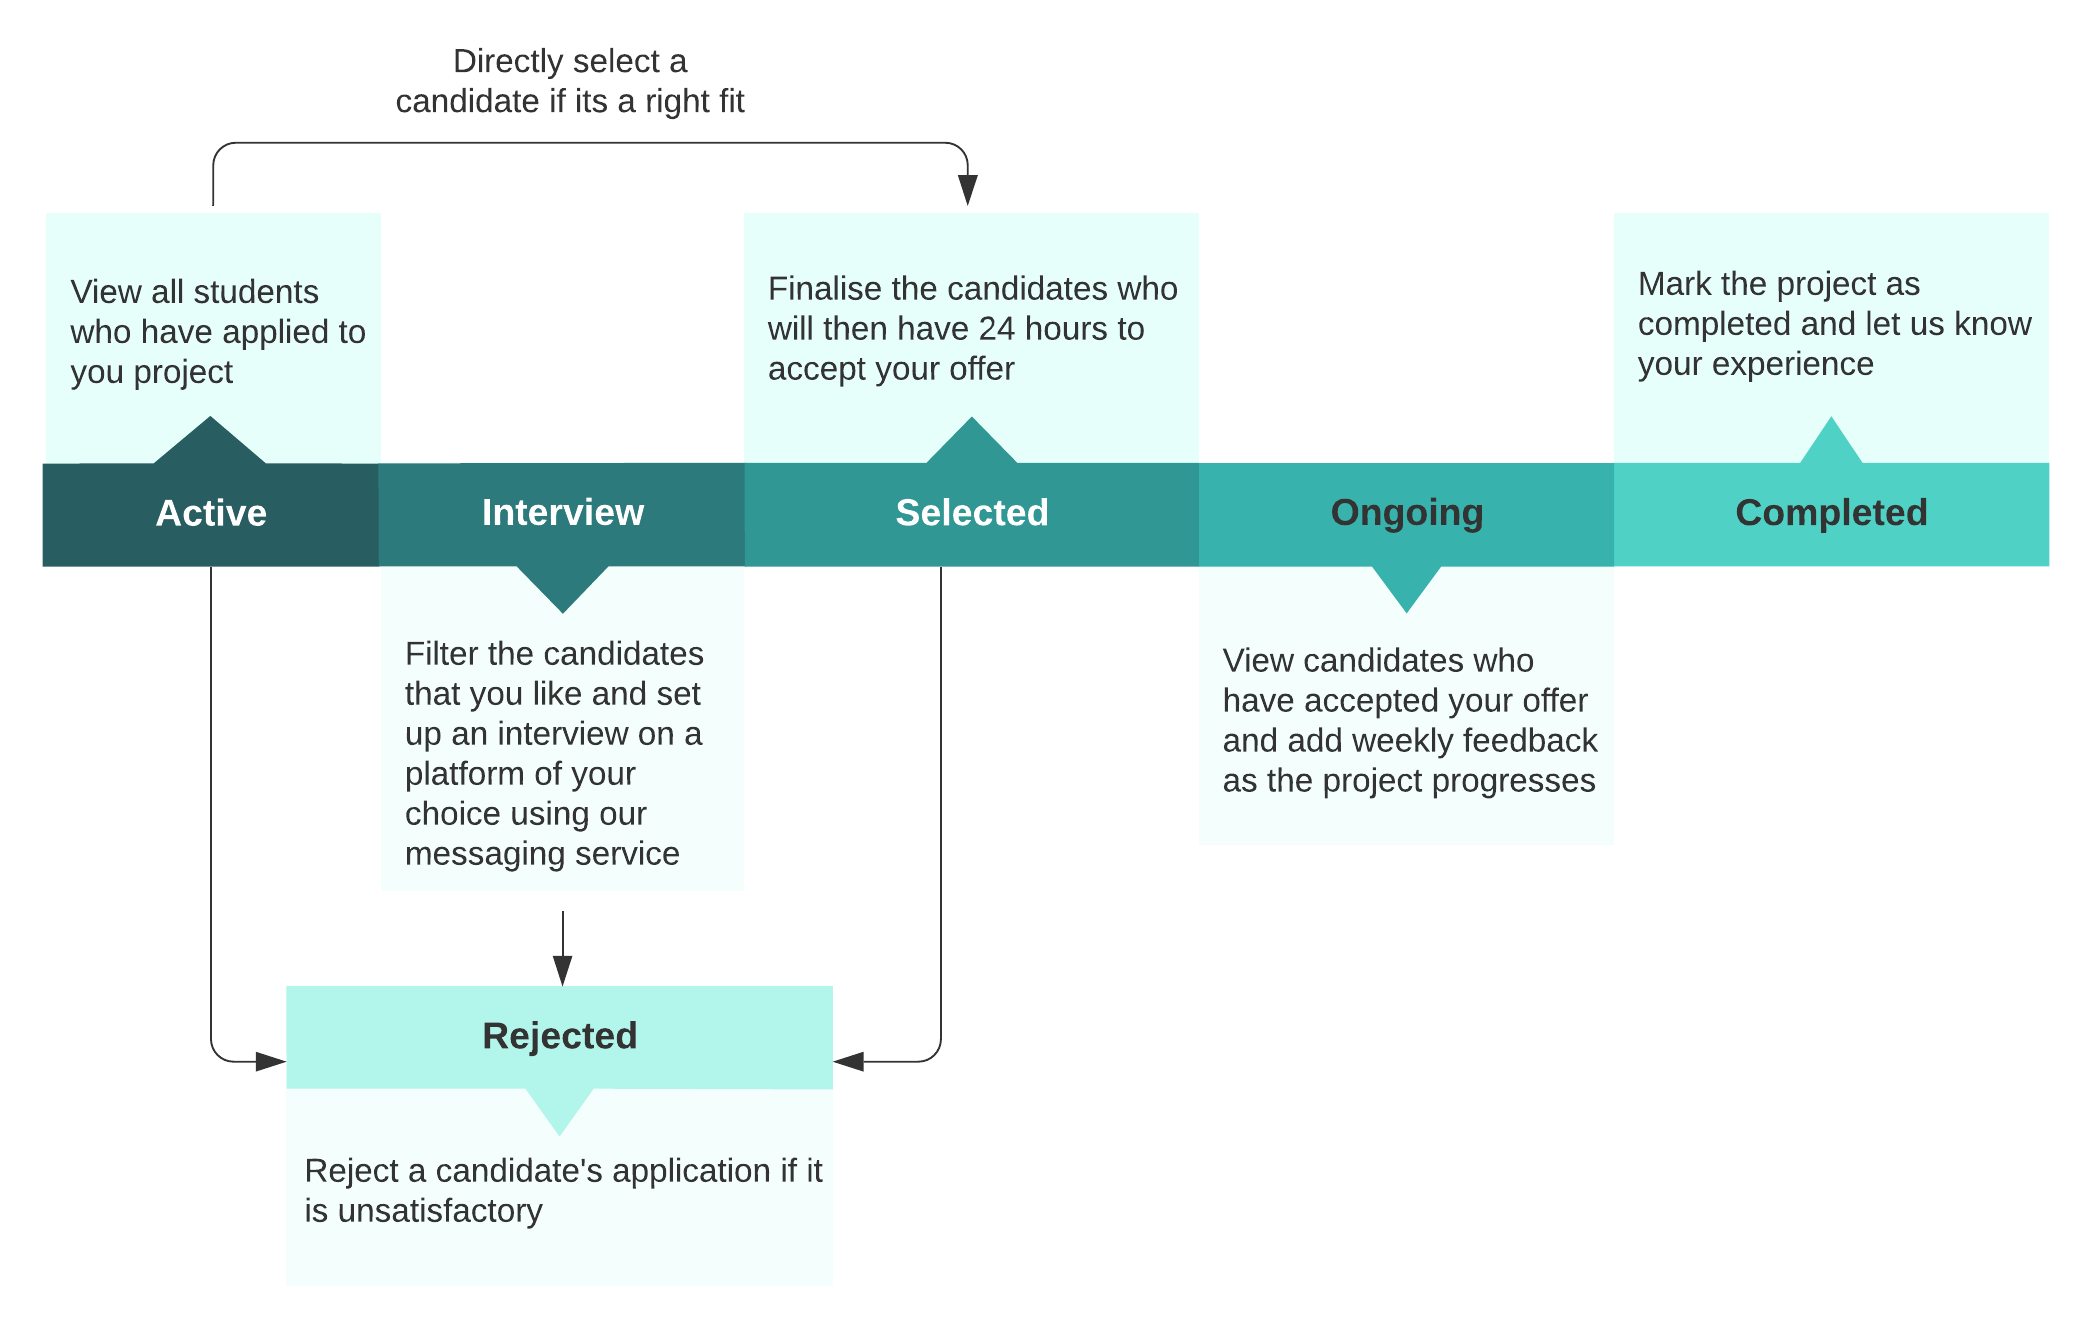 Directly select a
candidate if its a right fit
View all students
who have applied to
you project
Finalise the candidates who
will then have 24 hours to
accept your offer
Mark the project as
completed and let us know
your experience
Active
Interview
Selected
Ongoing
Completed
Filter the candidates
that you like and set
up an interview on a
platform of your
choice using our
messaging service
View candidates who
have accepted your offer
and add weekly feedback
as the project progresses
Rejected
Reject a candidate's application if it
is unsatisfactory